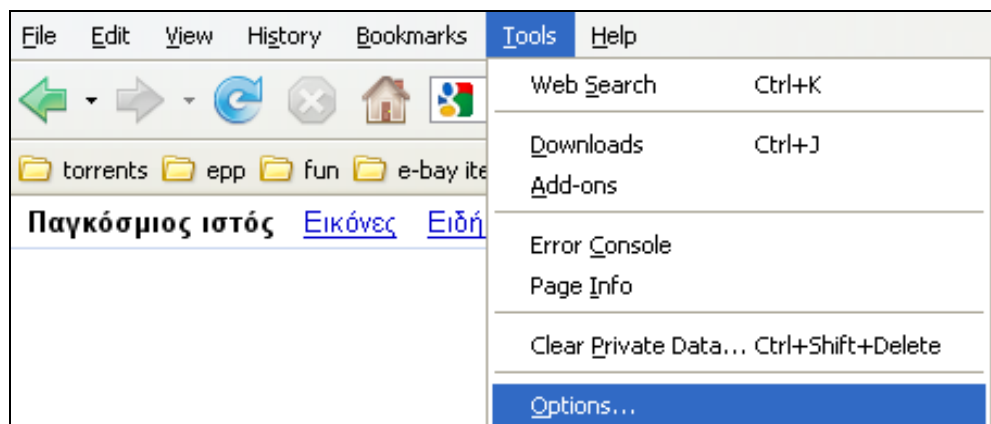 File Edit View History Bookmarks Tools Help
Web Search Ctrl+K
Downloads Ctrl+J
torrents epp fun e-bay ite
Add-ons
Παγκόσμιος ιστός Εικόνες Ειδή
Error Console
Page Info
Clear Private Data... Ctrl+Shift+Delete
Options...